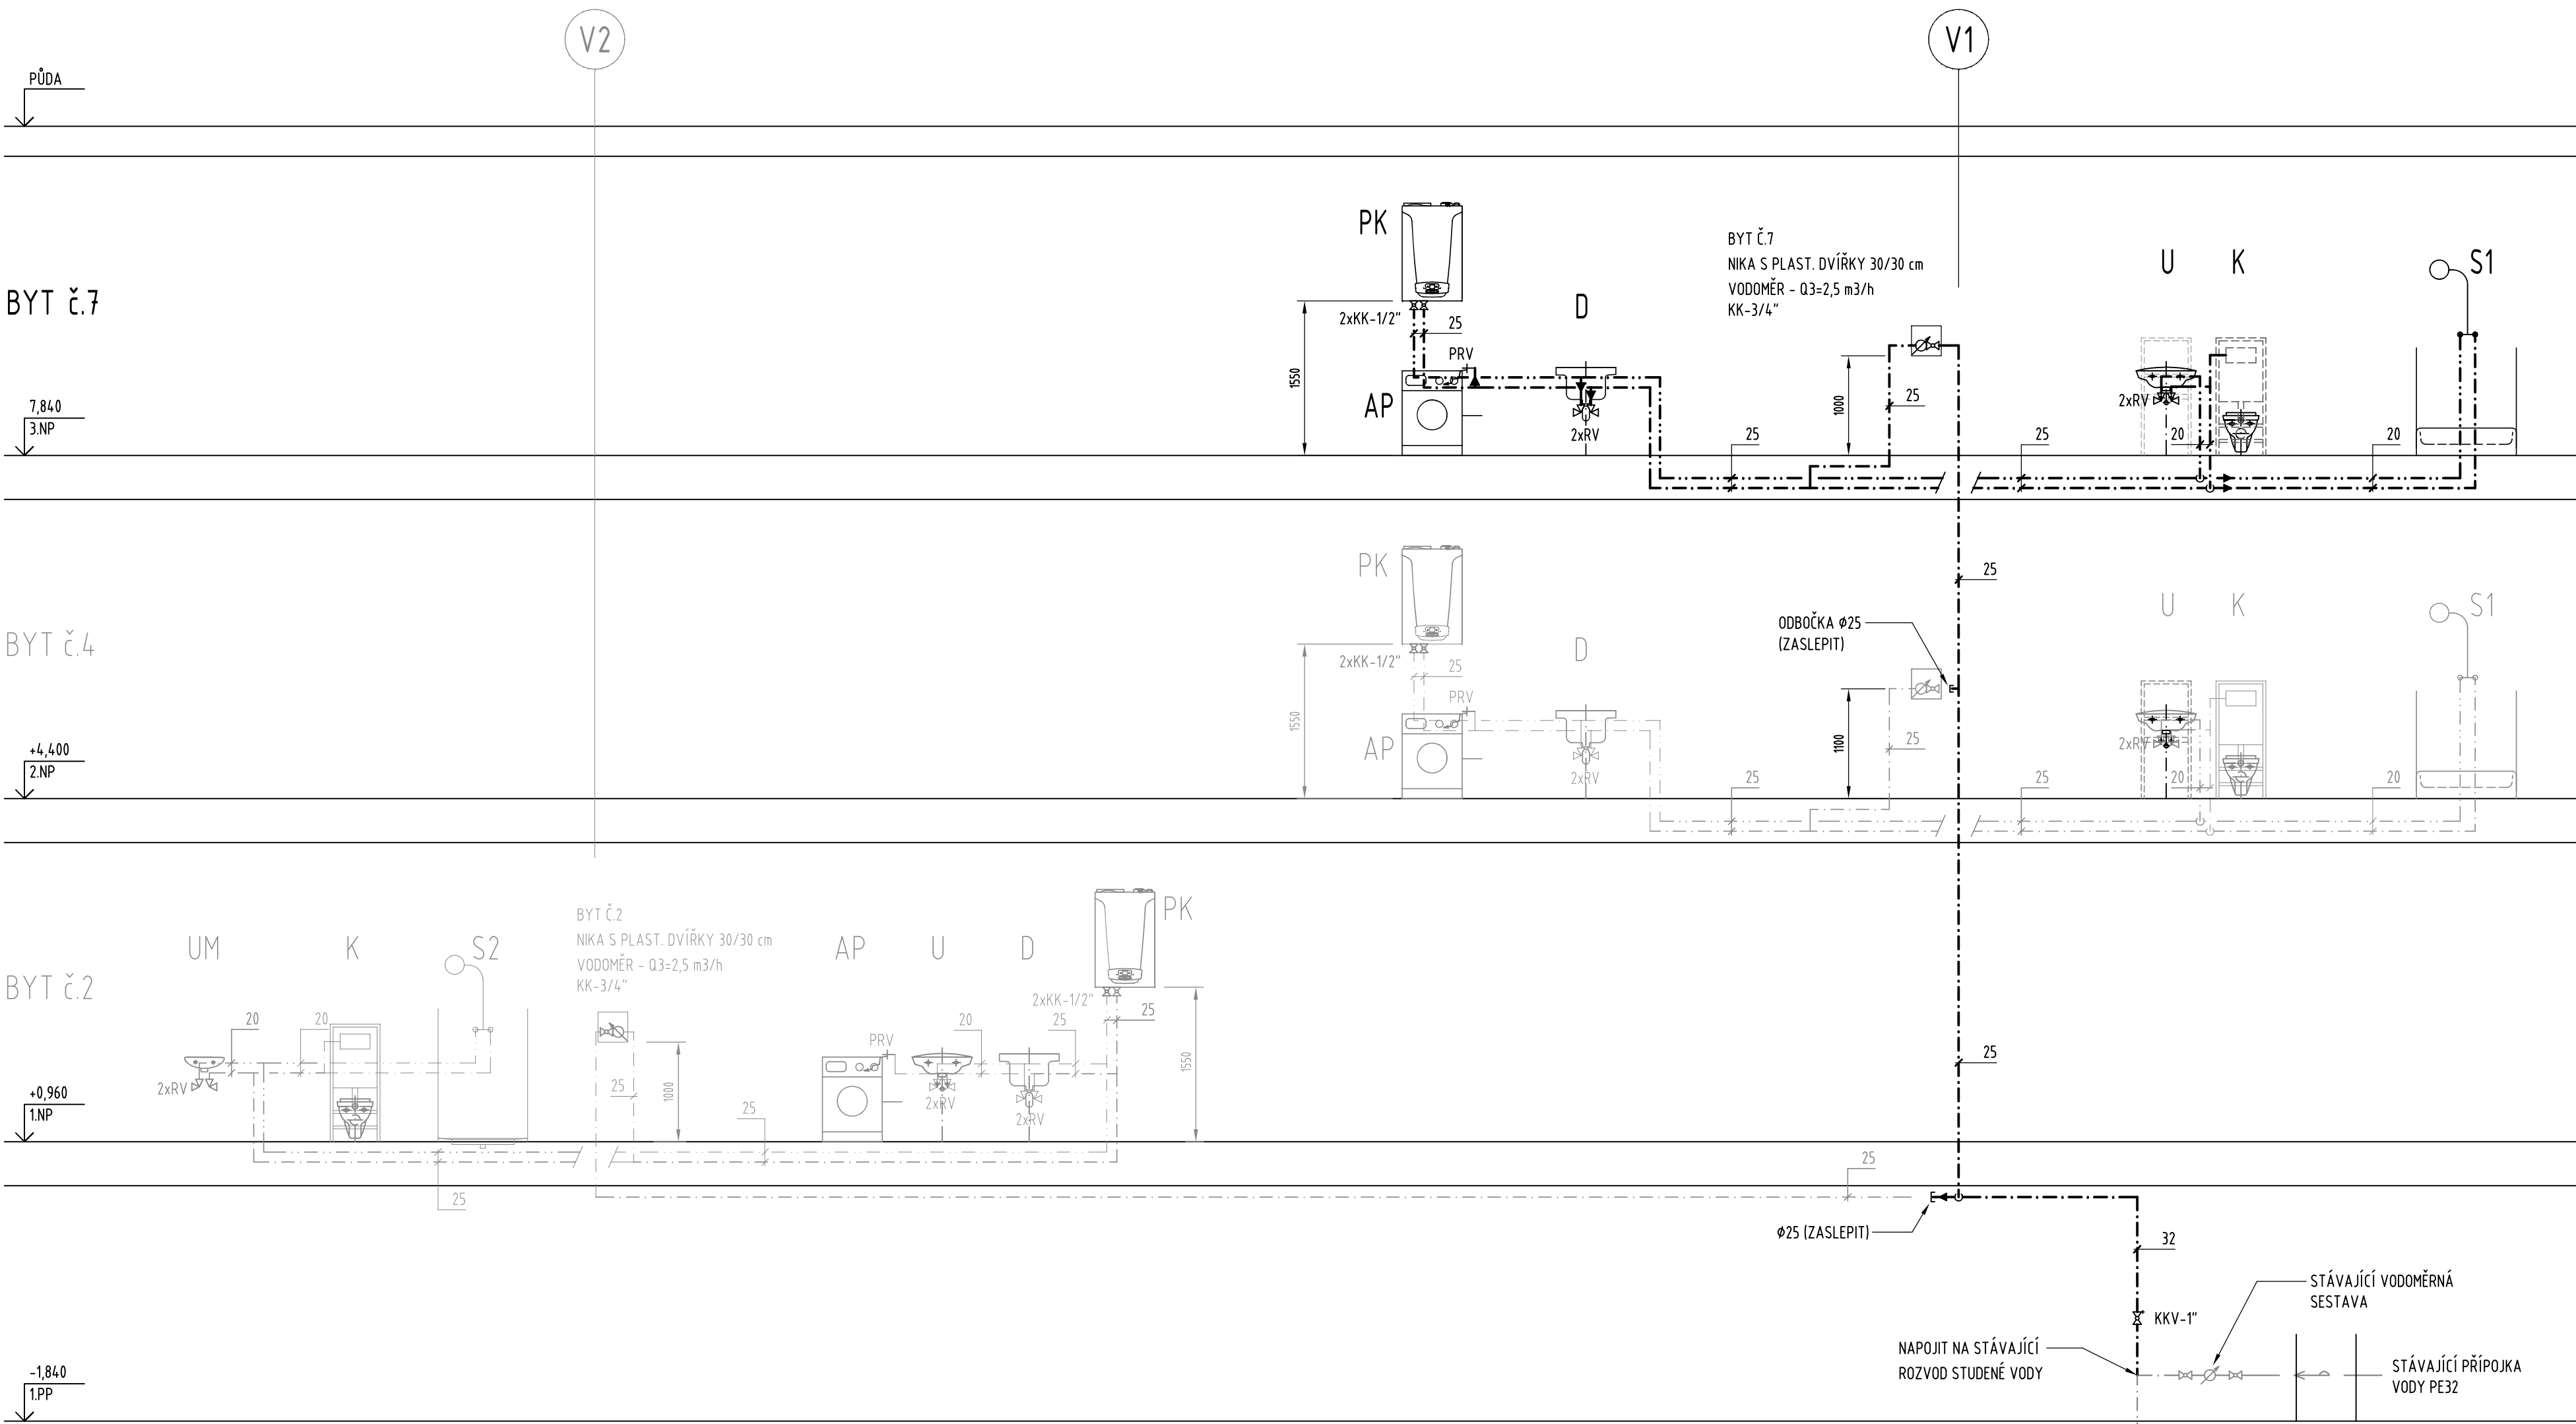 V2
V1
PŮDA
PK
BYT Č.7
NIKA S PLAST. DVÍŘKY 30/30 cm
VODOMĚR - Q3=2,5 m3/h
KK-3/4"
U
K
S1
BYT č.7
D
2xKK-1/2"
25
PRV
1550
AP
1000
25
2xRV
2xRV
7,840
3.NP
25
25
20
20
PK
25
U
K
S1
ODBOČKA ϕ25
(ZASLEPIT)
BYT č.4
D
2xKK-1/2"
25
PRV
1550
AP
1100
25
2xRV
2xRV
+4,400
2.NP
25
25
20
20
PK
BYT Č.2
NIKA S PLAST. DVÍŘKY 30/30 cm
VODOMĚR - Q3=2,5 m3/h
KK-3/4"
UM
K
S2
AP
U
D
BYT č.2
2xKK-1/2"
25
20
20
20
25
PRV
25
2xRV
25
1000
2xRV
2xRV
1550
+0,960
1.NP
25
25
25
ϕ25 (ZASLEPIT)
32
STÁVAJÍCÍ VODOMĚRNÁ
SESTAVA
KKV-1"
NAPOJIT NA STÁVAJÍCÍ
ROZVOD STUDENÉ VODY
STÁVAJÍCÍ PŘÍPOJKA
VODY PE32
-1,840
1.PP